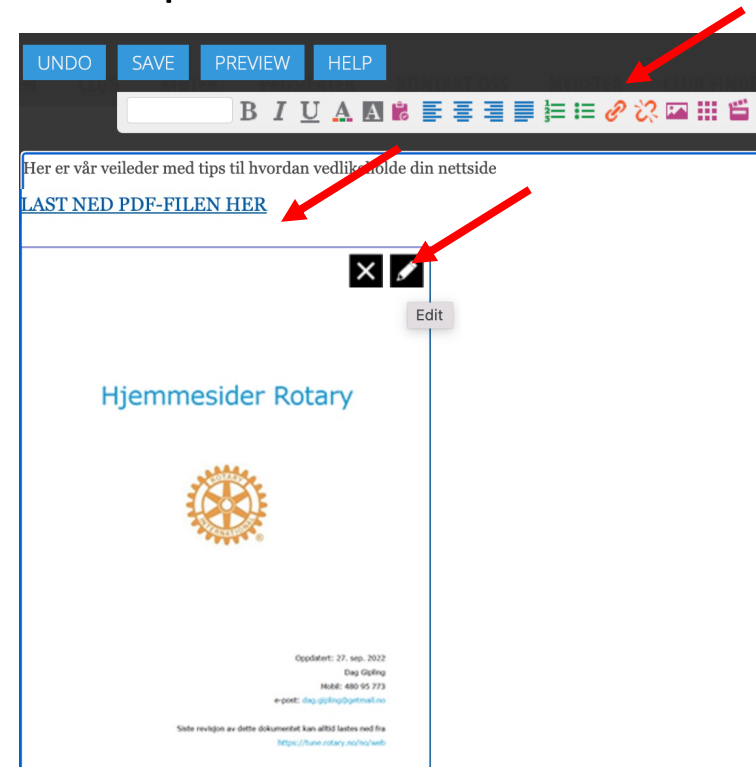 UNDO SAVE PREVIEW HELP
B I U A A
Her er vår veileder med tips til hvordan vedlikeholde din nettside
LAST NED PDF-FILEN HER
Edit
Hjemmesider Rotary
ROTARY
INTERNATIONAL
Oppdatert: 27. sep. 2022
Dag Gipling
Mobil: 480 95 773
e-post: dag.gipling@getmail.no
Siste revisjon av dette dokumentet kan alltid lastes ned fra
https://tune.rotary.no/no/web